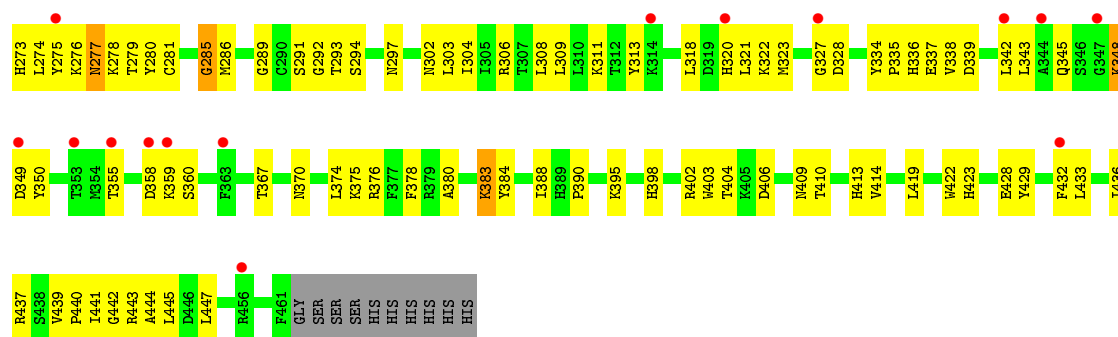 H273 L274 Y275 K276 N277 K278 T279 Y280 C281 G285 M286 G289 C290 S291 G292 T293 S294 N297 N302 L303 I304 I305 R306 T307 L308 L309 L310 K311 T312 Y313 K314 L318 D319 H320 L321 K322 M323 G327 D328 Y334 P335 H336 E337 V338 D339 L342 L343 A344 Q345 S346 G347 K348
D349 Y350 T353 M354 T355 D358 K359 S360 F363 T367 N370 L374 K375 R376 F377 F378 R379 A380 K383 Y384 I388 H389 P390 K395 H398 R402 W403 T404 K405 D406 N409 T410 H413 V414 L419 W422 H423 E428 Y429 F432 L433 I436
R437 S438 V439 P440 I441 G442 R443 A444 L445 D446 L447 R456 F461 GLY SER SER SER HIS HIS HIS HIS HIS HIS